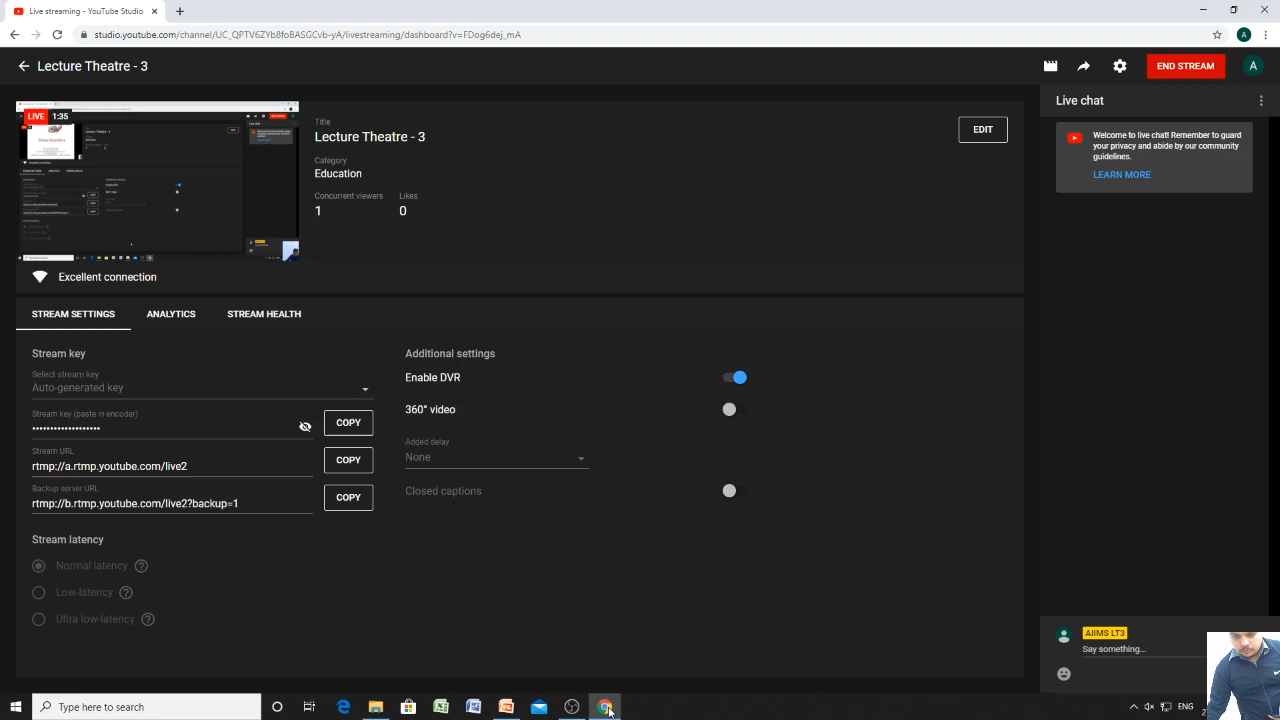 Live streaming - YouTube Studio
studio.youtube.com/channel/UC_QPTV6ZYb8foBASGCvb-yA/livestreaming/dashboard?v=FDog6dej_mA
A
Lecture Theatre - 3
END STREAM
A
LIVE 1:35
Sleep Disorders
Title
Lecture Theatre - 3
EDIT
Category
Education
Concurrent viewers
Likes
1
0
Excellent connection
STREAM SETTINGS
ANALYTICS
STREAM HEALTH
Stream key
Select stream key
Auto-generated key
Stream key (paste in encoder)
••••••••••••••••••
COPY
Stream URL
rtmp://a.rtmp.youtube.com/live2
COPY
Backup server URL
rtmp://b.rtmp.youtube.com/live2?backup=1
COPY
Stream latency
Normal latency
Low-latency
Ultra low-latency
Additional settings
Enable DVR
360° video
Added delay
None
Closed captions
Live chat
Welcome to live chat! Remember to guard
your privacy and abide by our community
guidelines.
LEARN MORE
AIIMS LT3
Say something...
Type here to search
ENG